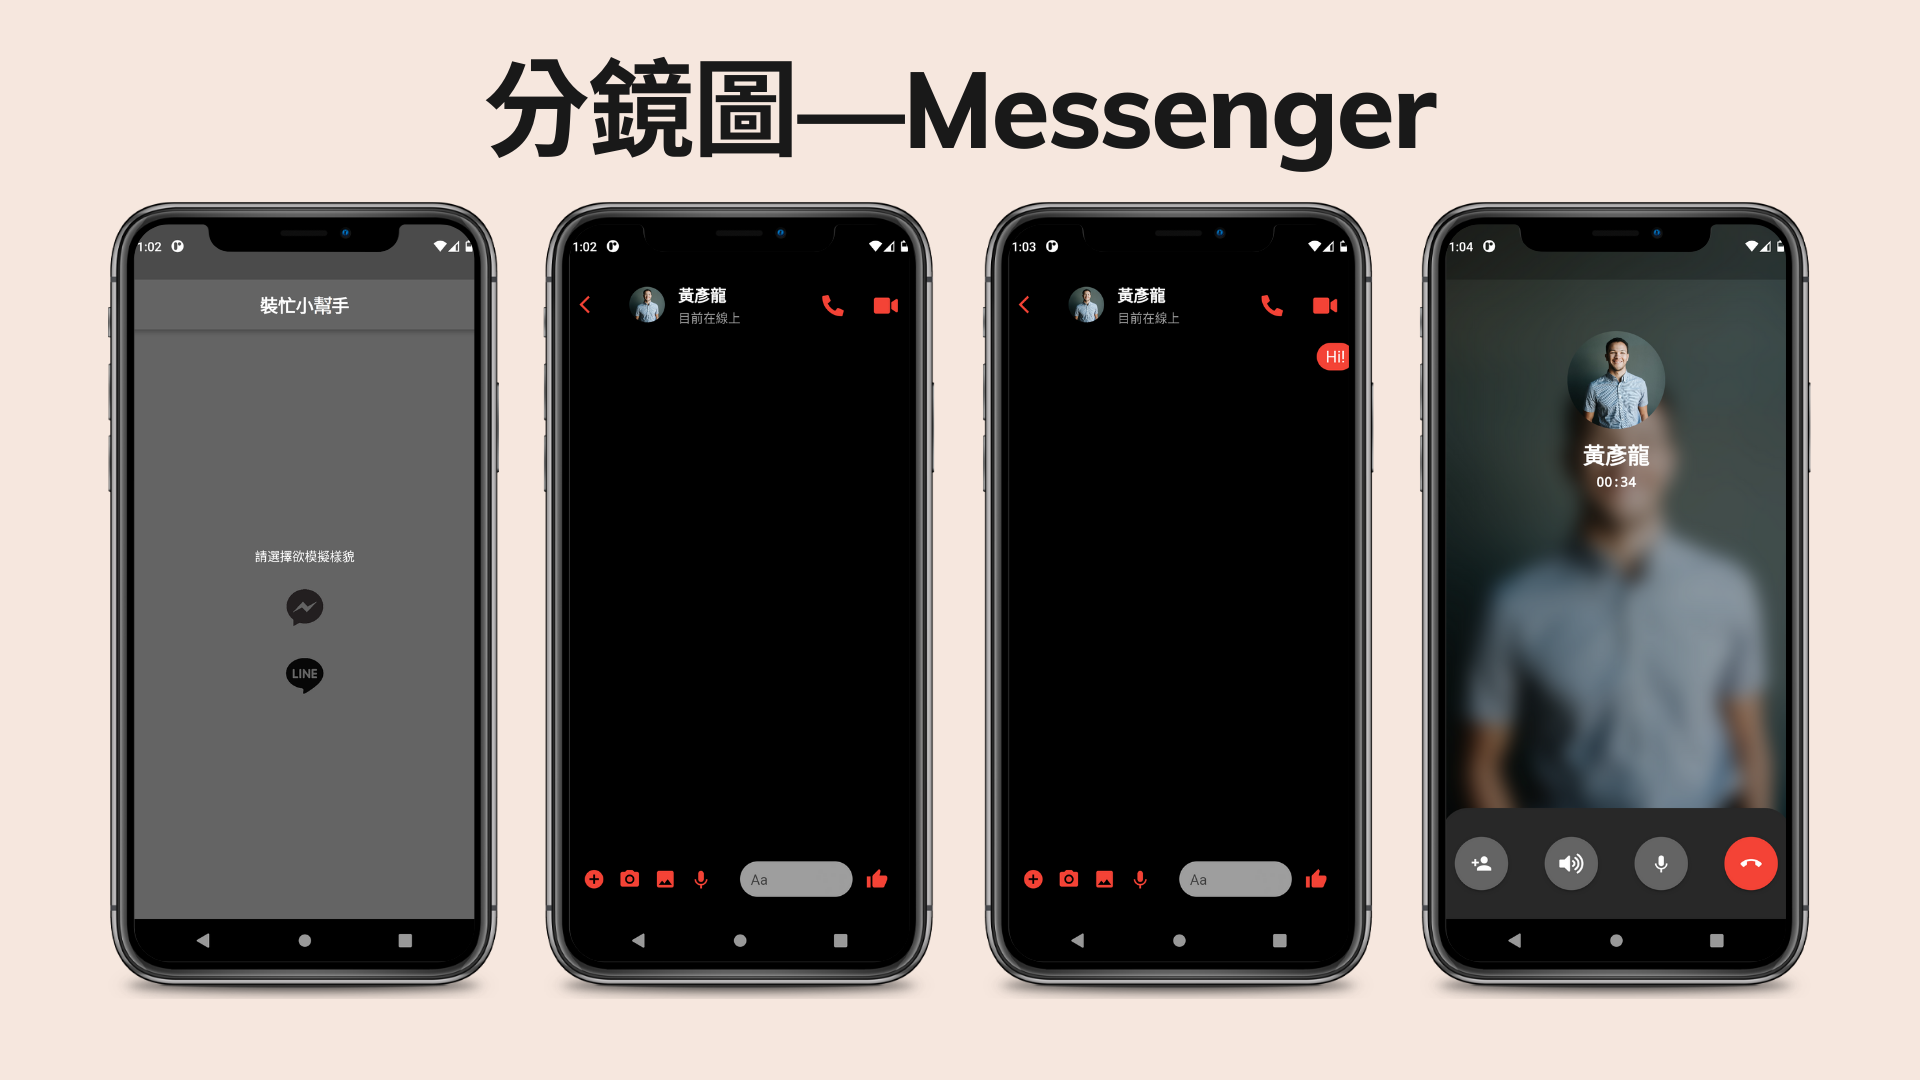 分鏡圖—Messenger
1:02
裝忙小幫手
請選擇欲模擬樣貌
LINE
1:02
黃彥龍
目前在線上
Aa
1:03
黃彥龍
目前在線上
Hi!
Aa
1:04
黃彥龍
00:34